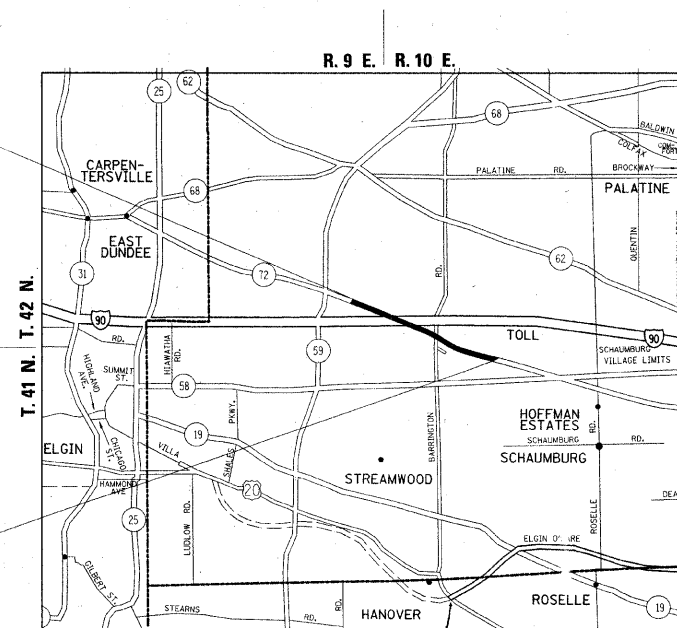 R. 9 E. R. 10 E.
62
25
68
BALDWIN
COLFAX
CARPEN-
TERSVILLE
BROCKWAY
PALATINE RD.
68
PALATINE
EAST
DUNDEE
QUENTIN
62
31
72
RD.
T. 42 N.
90
RD.
TOLL
90
HIAWATHA
RD.
59
SCHAUMBURG
VILLAGE LIMITS
T. 41 N.
HIGHLAND
AVE.
SUMMIT
ST.
58
PKWY.
SHALES
BARRINGTON
HOFFMAN
ESTATES
RD.
19
SCHAUMBURG RD.
ELGIN
CHICAGO
ST.
VILLA
SCHAUMBURG
STREAMWOOD
HAMMOND
AVE
20
25
LUDLOW RD.
ROSELLE
DEA
ELGIN O'ARE
GILBERT ST.
STEARNS RD.
RD.
HANOVER
ROSELLE
19